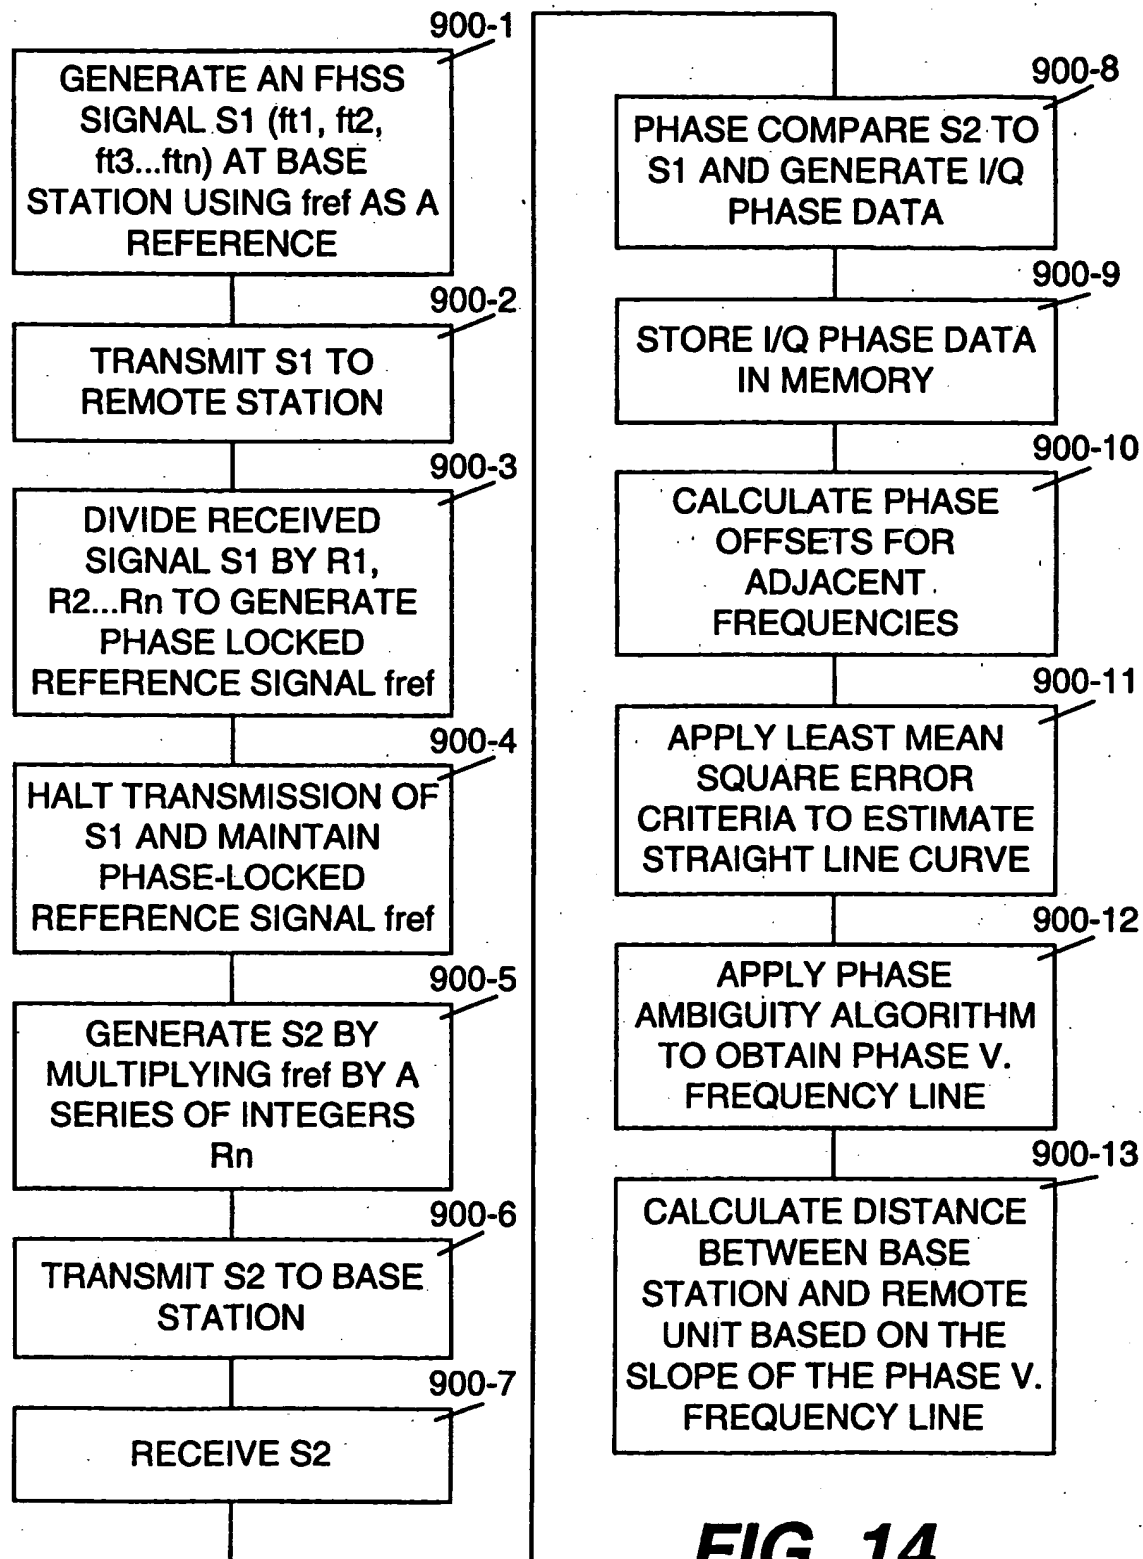 900-1
GENERATE AN FHSS
SIGNAL S1 (ft1, ft2,
ft3...ftn) AT BASE
STATION USING fref AS A
REFERENCE
900-2
TRANSMIT S1 TO
REMOTE STATION
900-3
DIVIDE RECEIVED
SIGNAL S1 BY R1,
R2...Rn TO GENERATE
PHASE LOCKED
REFERENCE SIGNAL fref
900-4
HALT TRANSMISSION OF
S1 AND MAINTAIN
PHASE-LOCKED
REFERENCE SIGNAL fref
900-5
GENERATE S2 BY
MULTIPLYING fref BY A
SERIES OF INTEGERS
Rn
900-6
TRANSMIT S2 TO BASE
STATION
900-7
RECEIVE S2
900-8
PHASE COMPARE S2 TO
S1 AND GENERATE I/Q
PHASE DATA
900-9
STORE I/Q PHASE DATA
IN MEMORY
900-10
CALCULATE PHASE
OFFSETS FOR
ADJACENT
FREQUENCIES
900-11
APPLY LEAST MEAN
SQUARE ERROR
CRITERIA TO ESTIMATE
STRAIGHT LINE CURVE
900-12
APPLY PHASE
AMBIGUITY ALGORITHM
TO OBTAIN PHASE V.
FREQUENCY LINE
900-13
CALCULATE DISTANCE
BETWEEN BASE
STATION AND REMOTE
UNIT BASED ON THE
SLOPE OF THE PHASE V.
FREQUENCY LINE
FIG. 14